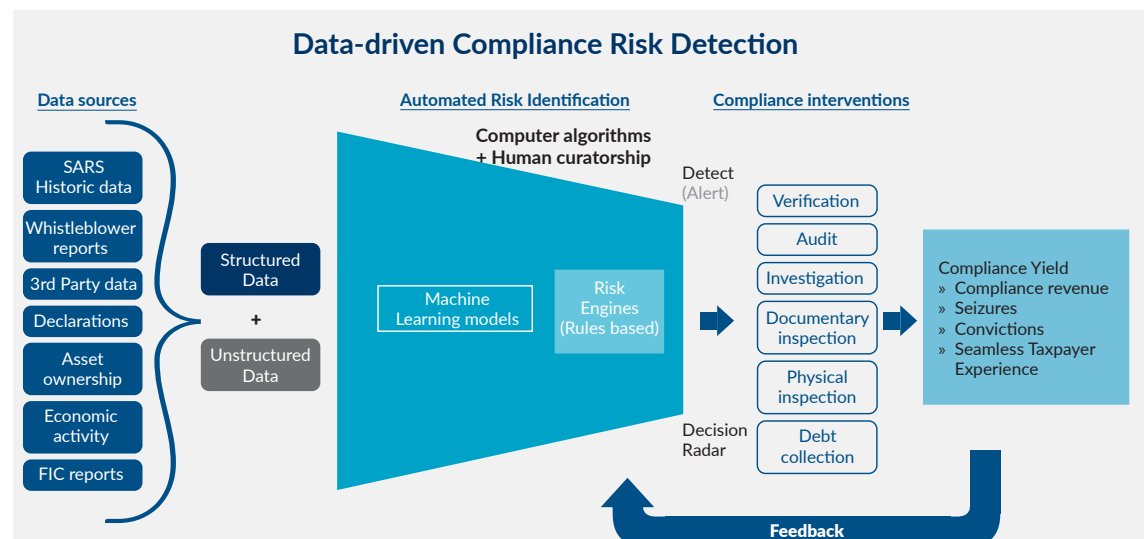 Data-driven Compliance Risk Detection
Data sources
SARS
Historic data
Whistleblower
reports
3rd Party data
Declarations
Asset
ownership
Economic
activity
FIC reports
Structured
Data
+
Unstructured
Data
Automated Risk Identification
Computer algorithms
+ Human curatorship
Machine
Learning models
Risk
Engines
(Rules based)
Detect
(Alert)
Decision
Radar
Compliance interventions
Verification
Audit
Investigation
Documentary
inspection
Physical
inspection
Debt
collection
Compliance Yield
» Compliance revenue
» Seizures
» Convictions
» Seamless Taxpayer
Experience
Feedback